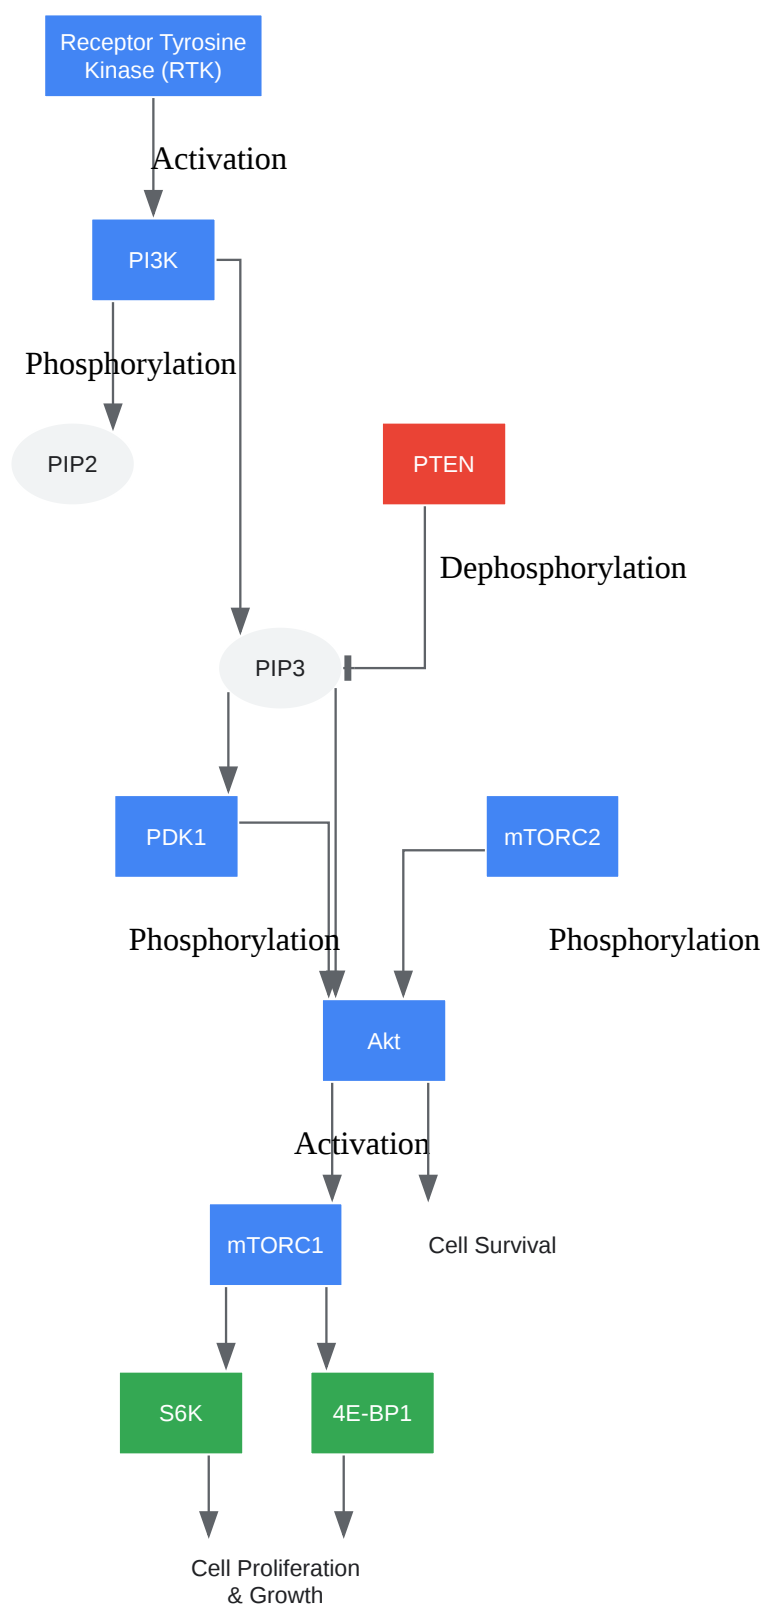 Receptor Tyrosine
Kinase (RTK)
Activation
PI3K
Phosphorylation
PIP2
PTEN
Dephosphorylation
PIP3
PDK1
mTORC2
Phosphorylation
Phosphorylation
Akt
Activation
mTORC1
Cell Survival
S6K
4E-BP1
Cell Proliferation
& Growth